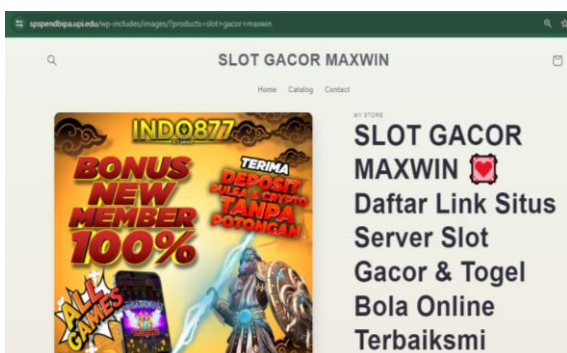 spspendbipa.upi.edu/wp-includes/images/?products=slot+gacor+maxwin
SLOT GACOR MAXWIN
Home Catalog Contact
INDO877
BONUS
NEW
MEMBER
100%
TERIMA
DEPOSIT
PULSA & CRYPTO
TANPA
POTONGAN
ALL
GAMES
MY STORE
SLOT GACOR
MAXWIN
Daftar Link Situs
Server Slot
Gacor & Togel
Bola Online
Terbaiksmi